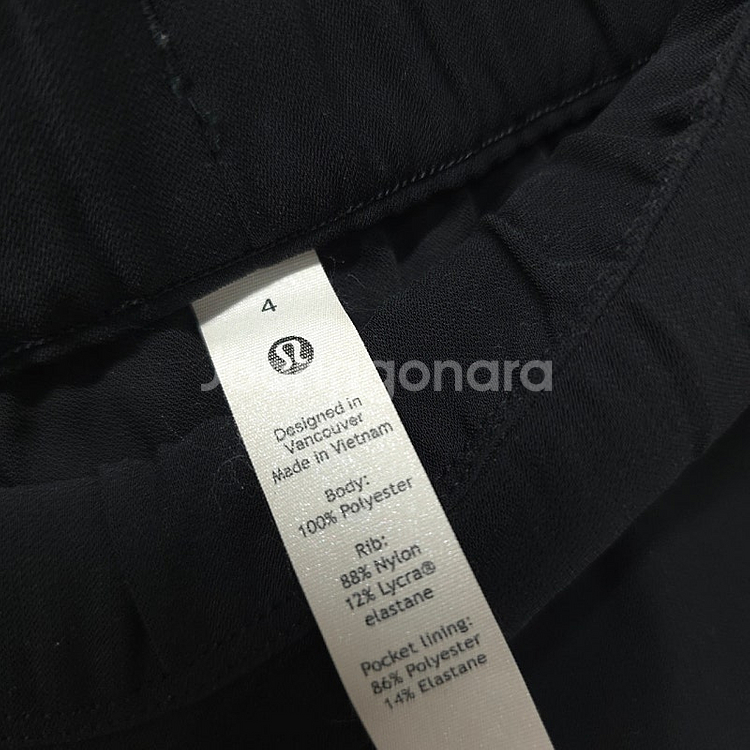 4
Designed in
Vancouver
Made in Vietnam
Body:
100% Polyester
Rib:
88% Nylon
12% Lycra®
elastane
Pocket lining:
86% Polyester
14% Elastane